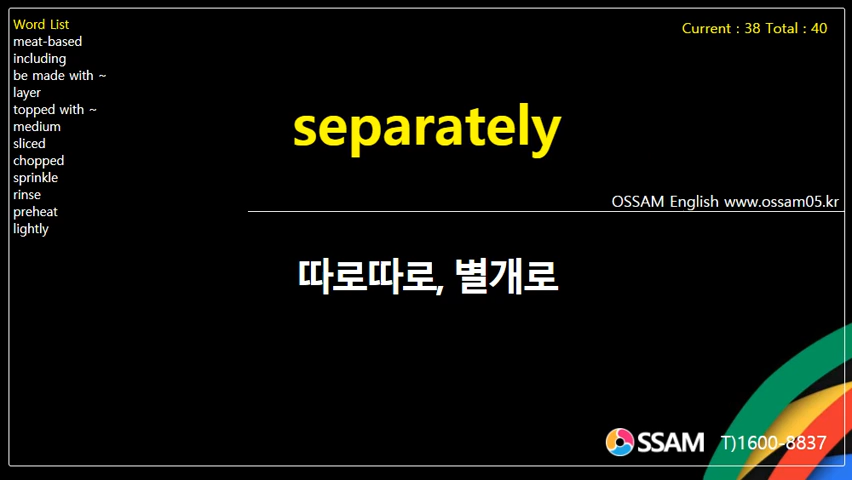 Word List
meat-based
including
be made with ~
layer
topped with ~
medium
sliced
chopped
sprinkle
rinse
preheat
lightly
Current : 38 Total : 40
separately
OSSAM English www.ossam05.kr
따로따로, 별개로
OSSAM T)1600-8837